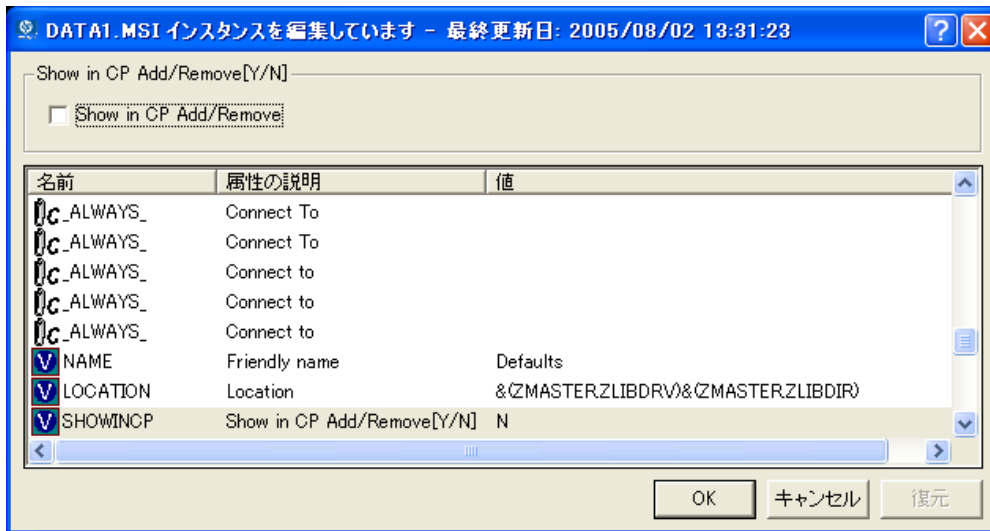 DATA1.MSI インスタンスを編集しています - 最終更新日: 2005/08/02 13:31:23
Show in CP Add/Remove[Y/N]
Show in CP Add/Remove
名前 属性の説明 値
_ALWAYS_ Connect To
_ALWAYS_ Connect To
_ALWAYS_ Connect to
_ALWAYS_ Connect to
_ALWAYS_ Connect to
NAME Friendly name Defaults
LOCATION Location &(ZMASTER.ZLIBDRV)&(ZMASTER.ZLIBDIR)
SHOWINCP Show in CP Add/Remove[Y/N] N
OK キャンセル 復元